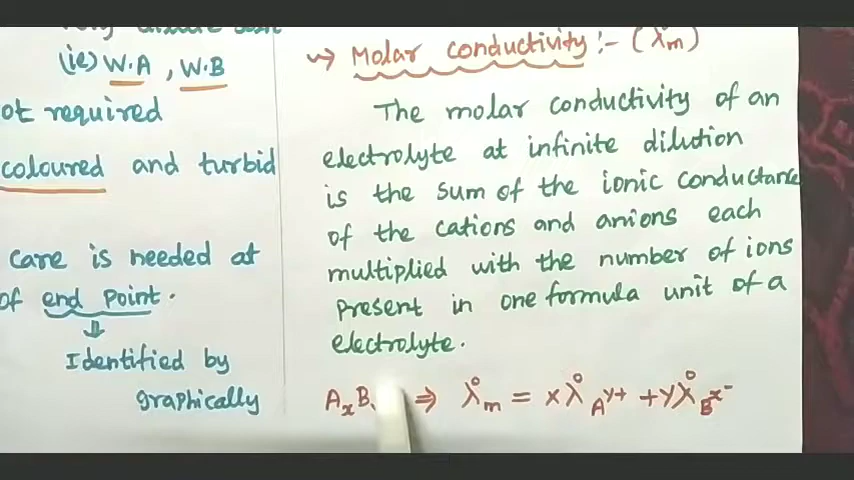 (ie) W.A , W.B
ot required
coloured and turbid
care is needed at
of end point.
⇓
Identified by
graphically
↝ Molar conductivity :- (λ°m)
The molar conductivity of an
electrolyte at infinite dilution
is the sum of the ionic conductance
of the cations and anions each
multiplied with the number of ions
present in one formula unit of a
electrolyte.
AₓB ⇒ λ°m = xλ°Aʸ⁺ + yλ°Bˣ⁻